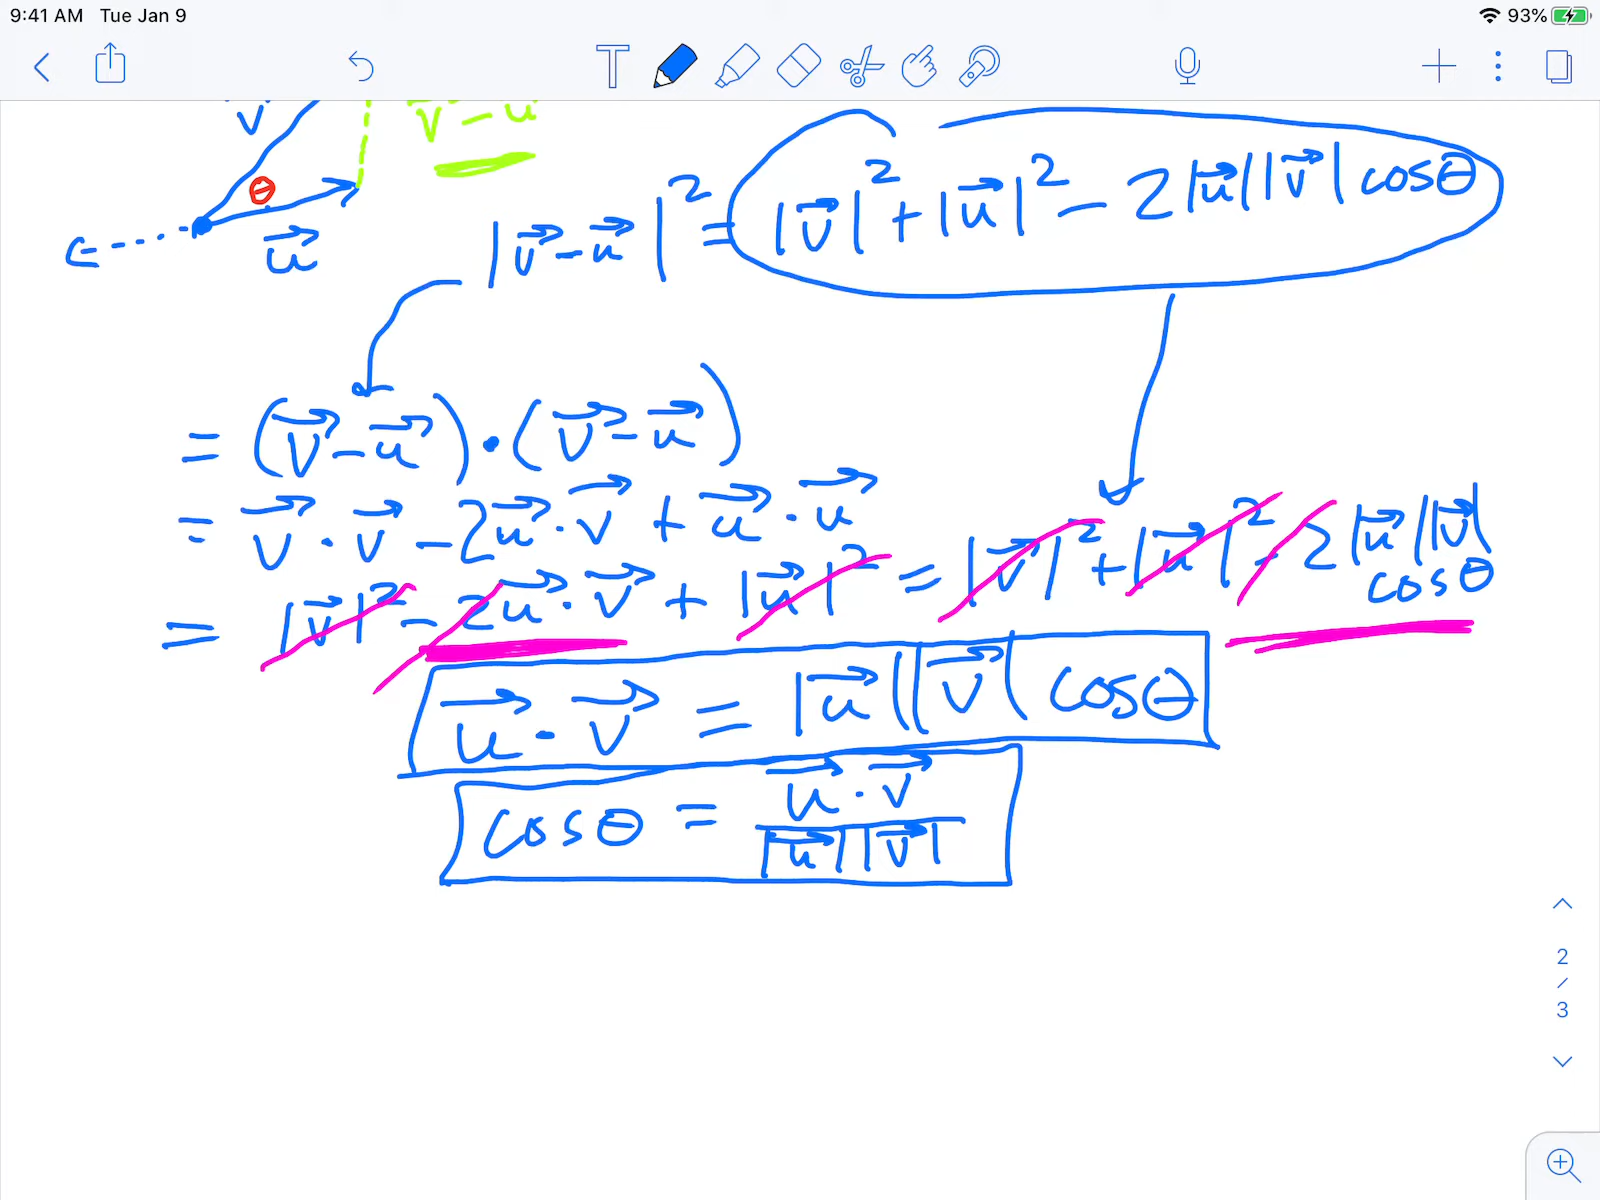 9:41 AM Tue Jan 9 93%
T
v⃗ v⃗ − u⃗
θ
u⃗
|v⃗ − u⃗|² = |v⃗|² + |u⃗|² − 2|u⃗||v⃗| cosθ
= (v⃗ − u⃗) · (v⃗ − u⃗)
= v⃗ · v⃗ − 2u⃗ · v⃗ + u⃗ · u⃗
= |v⃗|² − 2u⃗ · v⃗ + |u⃗|² = |v⃗|² + |u⃗|² − 2|u⃗||v⃗| cosθ
u⃗ · v⃗ = |u⃗||v⃗| cosθ
cosθ = u⃗ · v⃗ / |u⃗||v⃗|
2
/
3